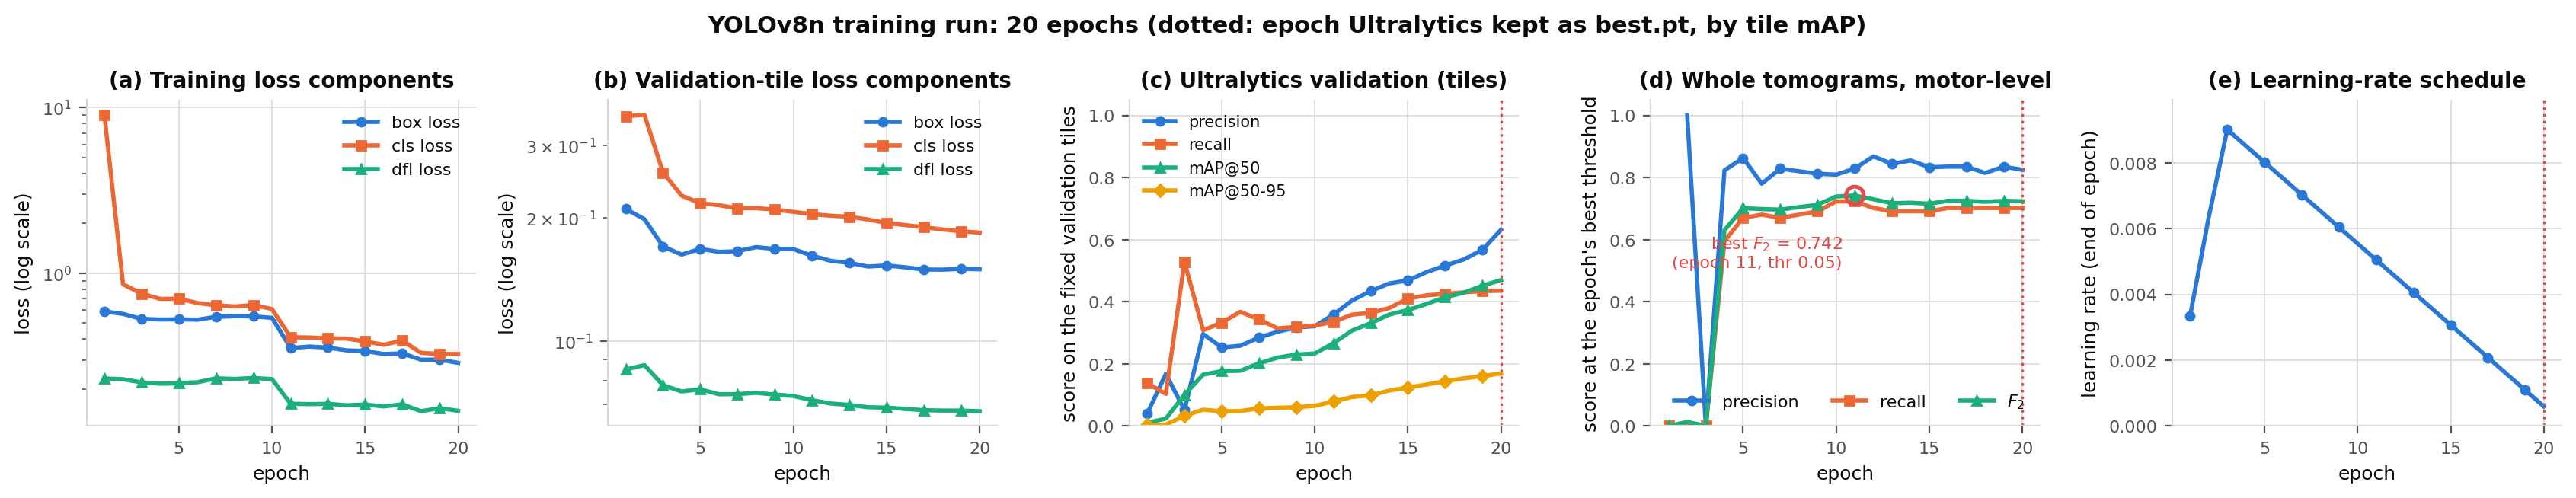 YOLOv8n training run: 20 epochs (dotted: epoch Ultralytics kept as best.pt, by tile mAP)
(a) Training loss components
loss (log scale)
10¹
10⁰
box loss
cls loss
dfl loss
5
10
15
20
epoch
(b) Validation-tile loss components
loss (log scale)
3 × 10⁻¹
2 × 10⁻¹
10⁻¹
box loss
cls loss
dfl loss
5
10
15
20
epoch
(c) Ultralytics validation (tiles)
score on the fixed validation tiles
1.0
0.8
0.6
0.4
0.2
0.0
precision
recall
mAP@50
mAP@50-95
5
10
15
20
epoch
(d) Whole tomograms, motor-level
score at the epoch's best threshold
1.0
0.8
0.6
0.4
0.2
0.0
best F₂ = 0.742
(epoch 11, thr 0.05)
precision
recall
F₂
5
10
15
20
epoch
(e) Learning-rate schedule
learning rate (end of epoch)
0.008
0.006
0.004
0.002
0.000
5
10
15
20
epoch